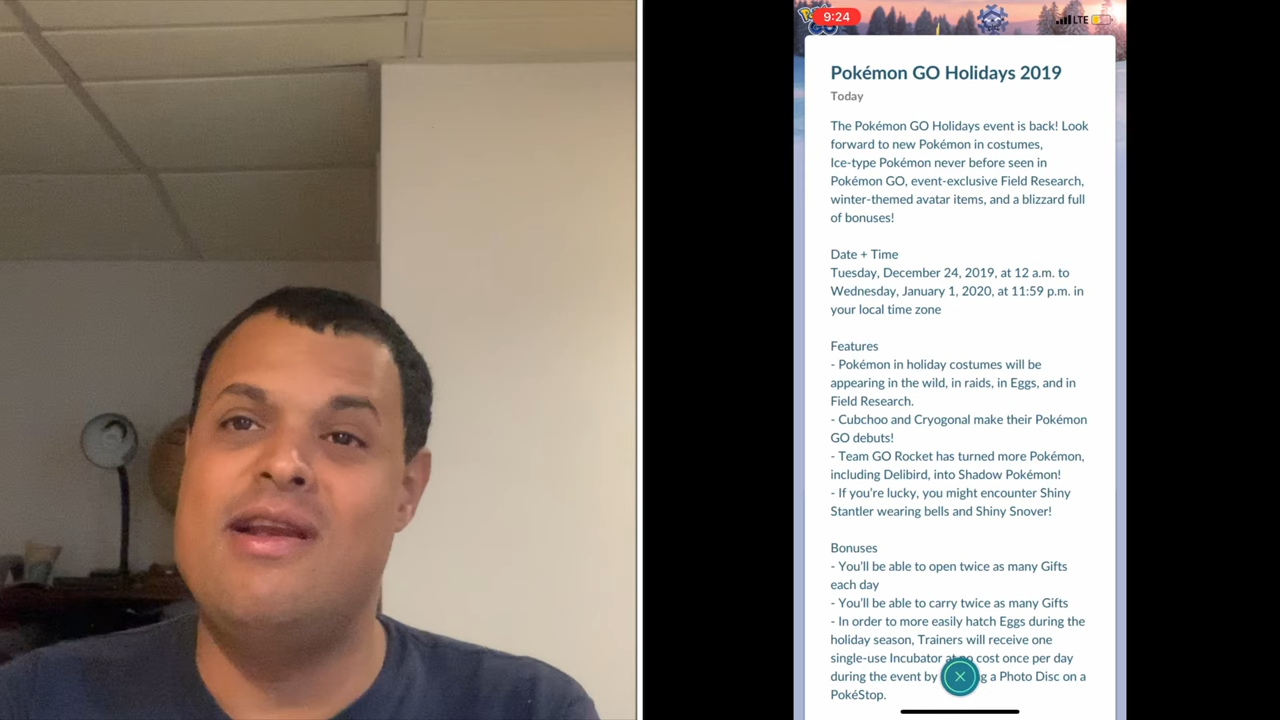 9:24
LTE
Pokémon GO Holidays 2019
Today
The Pokémon GO Holidays event is back! Look
forward to new Pokémon in costumes,
Ice-type Pokémon never before seen in
Pokémon GO, event-exclusive Field Research,
winter-themed avatar items, and a blizzard full
of bonuses!
Date + Time
Tuesday, December 24, 2019, at 12 a.m. to
Wednesday, January 1, 2020, at 11:59 p.m. in
your local time zone
Features
- Pokémon in holiday costumes will be
appearing in the wild, in raids, in Eggs, and in
Field Research.
- Cubchoo and Cryogonal make their Pokémon
GO debuts!
- Team GO Rocket has turned more Pokémon,
including Delibird, into Shadow Pokémon!
- If you're lucky, you might encounter Shiny
Stantler wearing bells and Shiny Snover!
Bonuses
- You'll be able to open twice as many Gifts
each day
- You'll be able to carry twice as many Gifts
- In order to more easily hatch Eggs during the
holiday season, Trainers will receive one
single-use Incubator at no cost once per day
during the event by a Photo Disc on a
PokéStop.